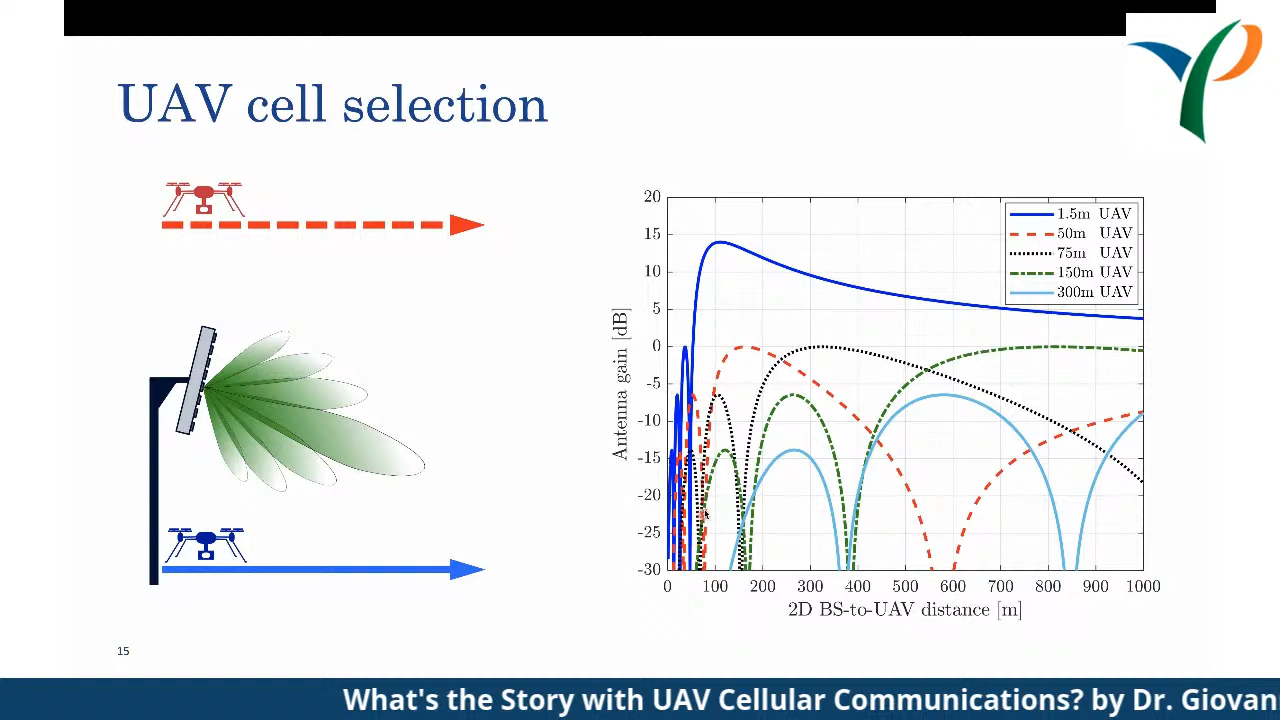 UAV cell selection
20
15
10
5
0
-5
-10
-15
-20
-25
-30
Antenna gain [dB]
1.5m UAV
50m UAV
75m UAV
150m UAV
300m UAV
0 100 200 300 400 500 600 700 800 900 1000
2D BS-to-UAV distance [m]
15
What's the Story with UAV Cellular Communications? by Dr. Giovan